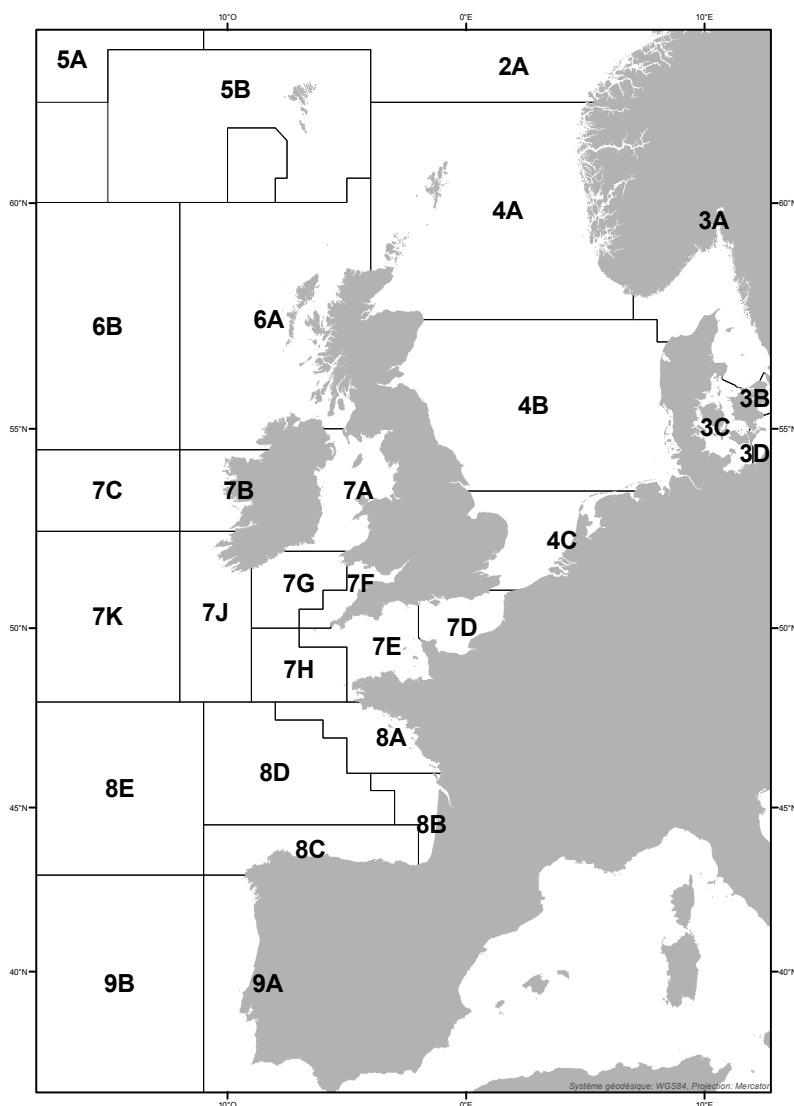 10°O 0°E 10°E
5A
2A
5B
60°N 60°N
4A
3A
6B
6A
4B
3B
3C
55°N 55°N
3D
7C
7B
7A
4C
7G
7F
7K
7J
50°N 50°N
7D
7E
7H
8A
8D
8E
45°N 45°N
8B
8C
40°N 40°N
9B
9A
Système géodésique: WGS84, Projection: Mercator
10°O 0°E 10°E